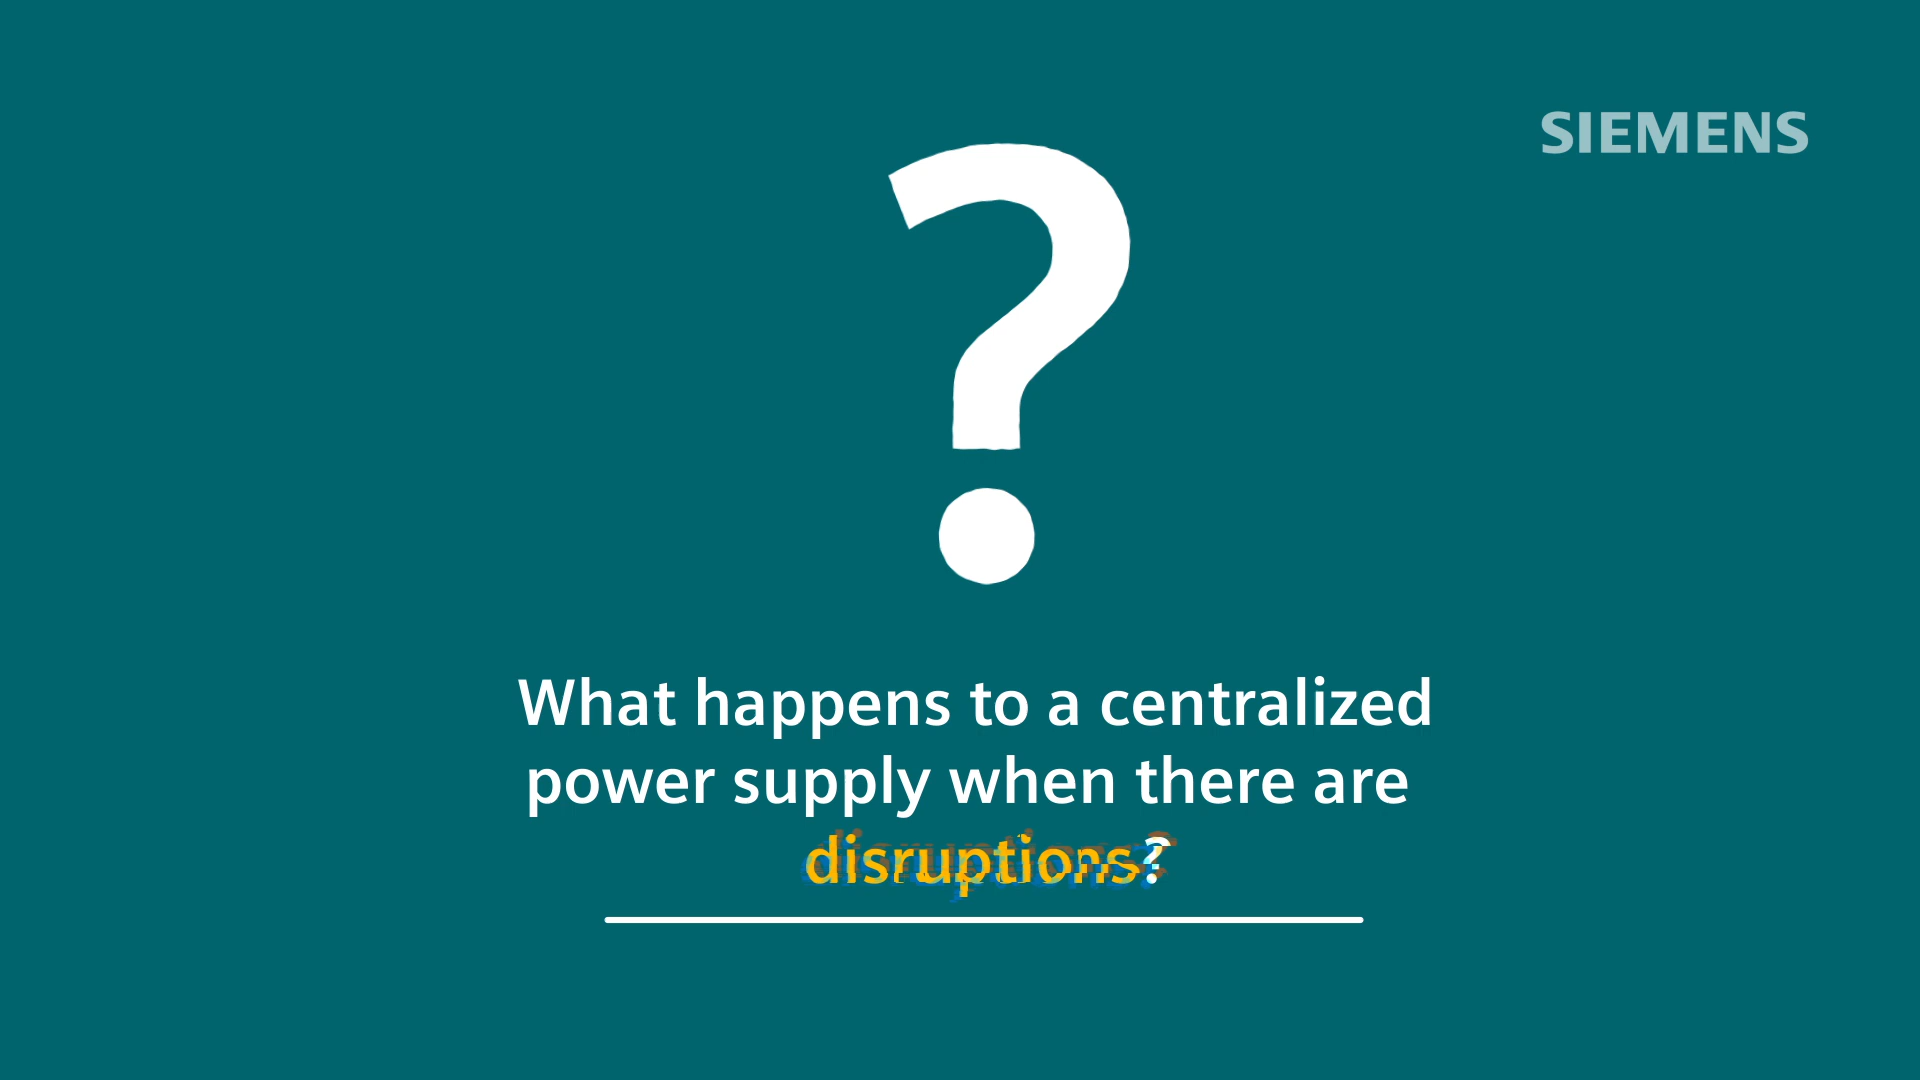 SIEMENS
?
What happens to a centralized
power supply when there are
disruptions?